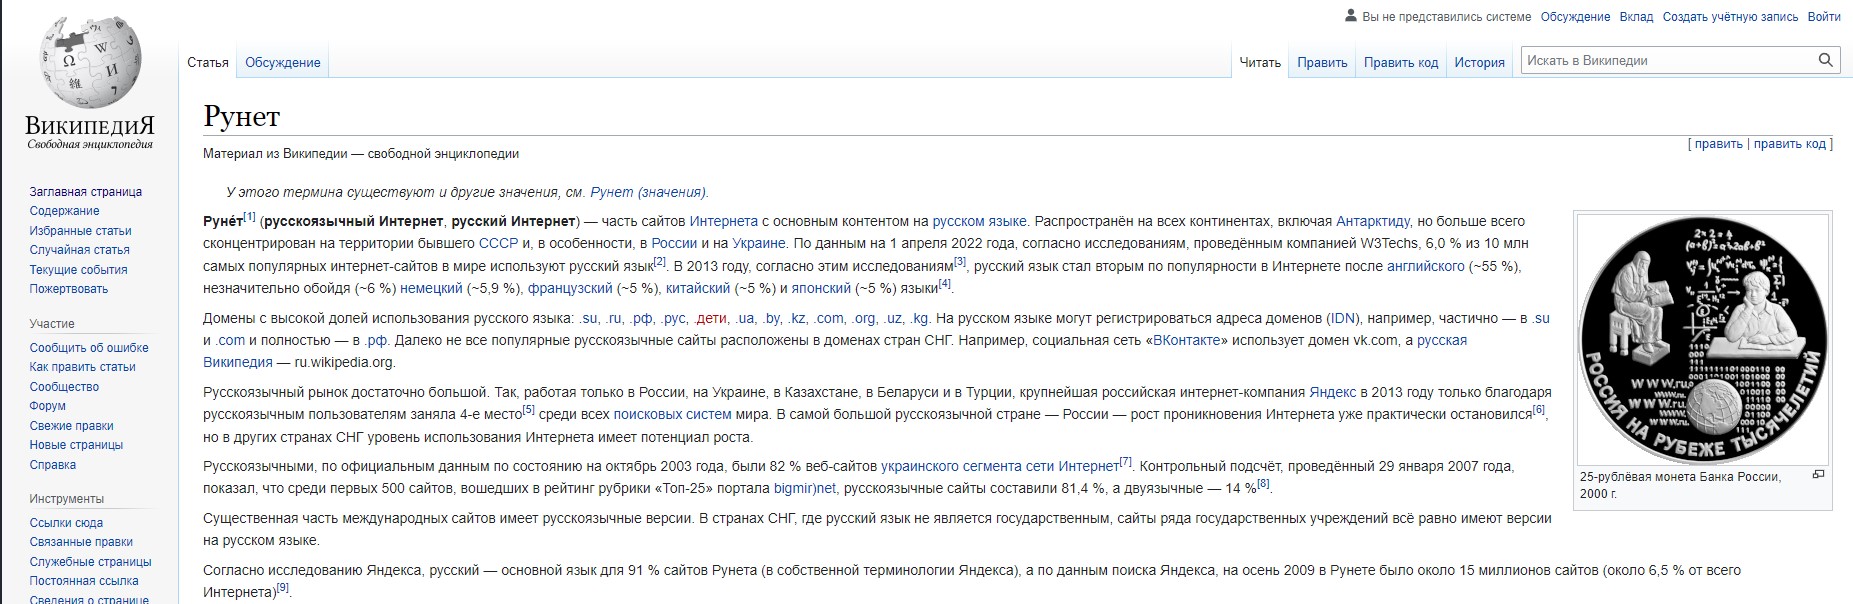 Вы не представились системе Обсуждение Вклад Создать учётную запись Войти
Статья Обсуждение Читать Править Править код История Искать в Википедии
ВикипедиЯ
Свободная энциклопедия
Заглавная страница
Содержание
Избранные статьи
Случайная статья
Текущие события
Пожертвовать
Участие
Сообщить об ошибке
Как править статьи
Сообщество
Форум
Свежие правки
Новые страницы
Справка
Инструменты
Ссылки сюда
Связанные правки
Служебные страницы
Постоянная ссылка
Сведения о странице
Рунет
[ править | править код ]
Материал из Википедии — свободной энциклопедии
У этого термина существуют и другие значения, см. Рунет (значения).
Руне́т[1] (русскоязычный Интернет, русский Интернет) — часть сайтов Интернета с основным контентом на русском языке. Распространён на всех континентах, включая Антарктиду, но больше всего
сконцентрирован на территории бывшего СССР и, в особенности, в России и на Украине. По данным на 1 апреля 2022 года, согласно исследованиям, проведённым компанией W3Techs, 6,0 % из 10 млн
самых популярных интернет-сайтов в мире используют русский язык[2]. В 2013 году, согласно этим исследованиям[3], русский язык стал вторым по популярности в Интернете после английского (~55 %),
незначительно обойдя (~6 %) немецкий (~5,9 %), французский (~5 %), китайский (~5 %) и японский (~5 %) языки[4].
Домены с высокой долей использования русского языка: .su, .ru, .рф, .рус, .дети, .ua, .by, .kz, .com, .org, .uz, .kg. На русском языке могут регистрироваться адреса доменов (IDN), например, частично — в .su
и .com и полностью — в .рф. Далеко не все популярные русскоязычные сайты расположены в доменах стран СНГ. Например, социальная сеть «ВКонтакте» использует домен vk.com, а русская
Википедия — ru.wikipedia.org.
Русскоязычный рынок достаточно большой. Так, работая только в России, на Украине, в Казахстане, в Беларуси и в Турции, крупнейшая российская интернет-компания Яндекс в 2013 году только благодаря
русскоязычным пользователям заняла 4-е место[5] среди всех поисковых систем мира. В самой большой русскоязычной стране — России — рост проникновения Интернета уже практически остановился[6],
но в других странах СНГ уровень использования Интернета имеет потенциал роста.
Русскоязычными, по официальным данным по состоянию на октябрь 2003 года, были 82 % веб-сайтов украинского сегмента сети Интернет[7]. Контрольный подсчёт, проведённый 29 января 2007 года,
показал, что среди первых 500 сайтов, вошедших в рейтинг рубрики «Топ-25» портала bigmir)net, русскоязычные сайты составили 81,4 %, а двуязычные — 14 %[8].
Существенная часть международных сайтов имеет русскоязычные версии. В странах СНГ, где русский язык не является государственным, сайты ряда государственных учреждений всё равно имеют версии
на русском языке.
Согласно исследованию Яндекса, русский — основной язык для 91 % сайтов Рунета (в собственной терминологии Яндекса), а по данным поиска Яндекса, на осень 2009 в Рунете было около 15 миллионов сайтов (около 6,5 % от всего
Интернета)[9].
2×2=4
РОССИЯ НА РУБЕЖЕ ТЫСЯЧЕЛЕТИЙ
25-рублёвая монета Банка России,
2000 г.